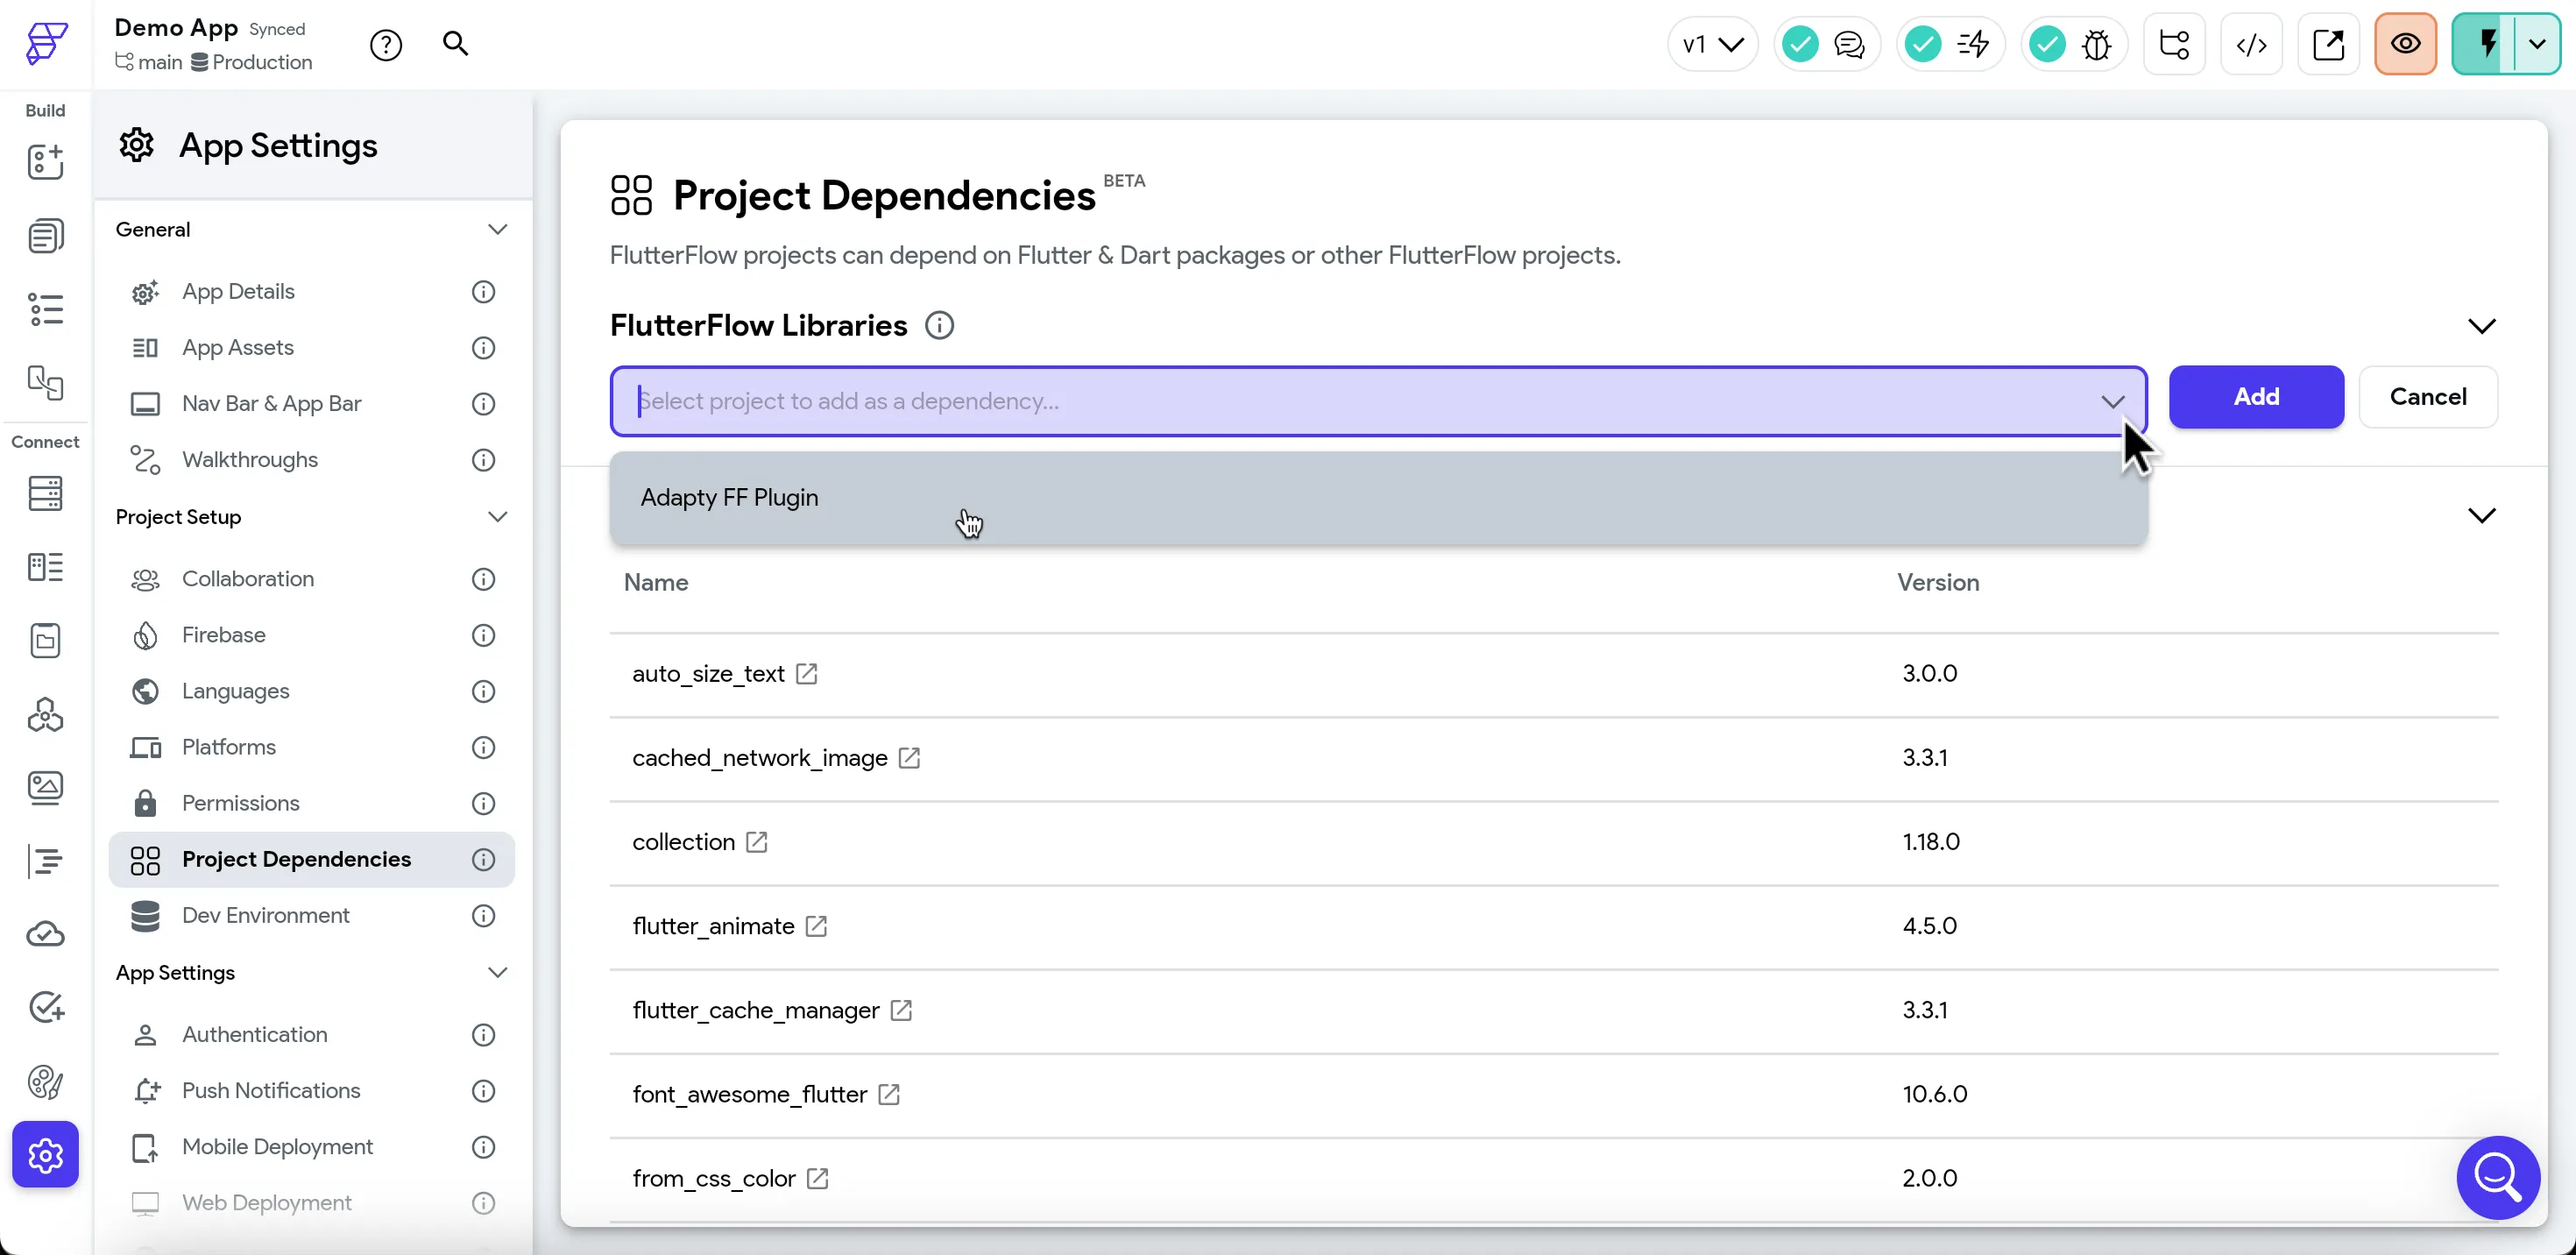 Demo App Synced
main Production
v1
Build
Connect
App Settings
General
App Details
App Assets
Nav Bar & App Bar
Walkthroughs
Project Setup
Collaboration
Firebase
Languages
Platforms
Permissions
Project Dependencies
Dev Environment
App Settings
Authentication
Push Notifications
Mobile Deployment
Web Deployment
Project Dependencies BETA
FlutterFlow projects can depend on Flutter & Dart packages or other FlutterFlow projects.
FlutterFlow Libraries
Select project to add as a dependency...
Add
Cancel
Adapty FF Plugin
Name Version
auto_size_text 3.0.0
cached_network_image 3.3.1
collection 1.18.0
flutter_animate 4.5.0
flutter_cache_manager 3.3.1
font_awesome_flutter 10.6.0
from_css_color 2.0.0